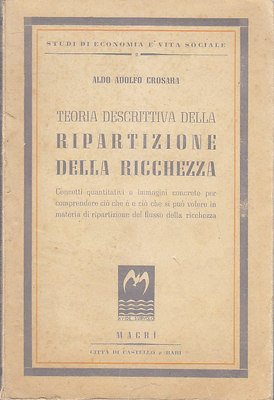 STUDI DI ECONOMIA E VITA SOCIALE
ALDO ADOLFO CROSARA
TEORIA DESCRITTIVA DELLA
RIPARTIZIONE
DELLA RICCHEZZA
Concetti quantitativi e immagini concrete per
comprendere ciò che è e ciò che si può volere in
materia di ripartizione del flusso della ricchezza
MACRÌ
CITTÀ DI CASTELLO e BARI